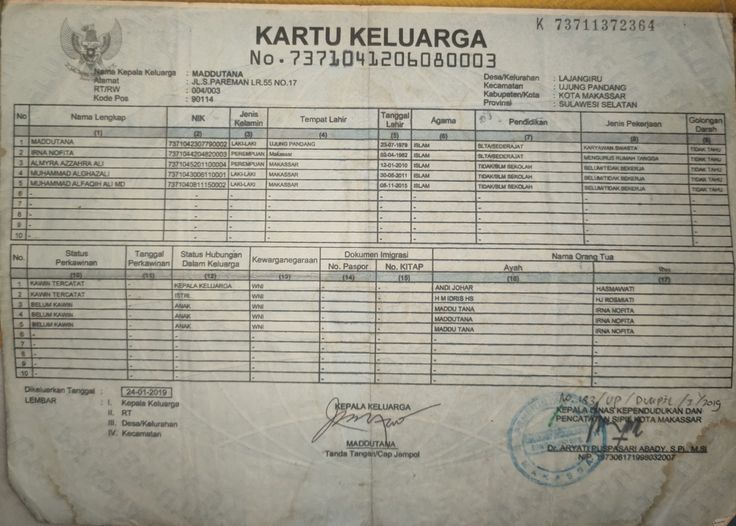 K 73711372364
KARTU KELUARGA
No. 7371041206080003
Nama Kepala Keluarga : MADDUTANA
Alamat : JL.S.PAREMAN LR.55 NO.17
RT/RW : 004/003
Kode Pos : 90114
Desa/Kelurahan : LAJANGIRU
Kecamatan : UJUNG PANDANG
Kabupaten/Kota : KOTA MAKASSAR
Provinsi : SULAWESI SELATAN
No Nama Lengkap NIK Jenis Kelamin Tempat Lahir Tanggal Lahir Agama Pendidikan Jenis Pekerjaan Golongan Darah
(1) (2) (3) (4) (5) (6) (7) (8) (9)
1 MADDUTANA 7371042307790002 LAKI-LAKI UJUNG PANDANG 23-07-1979 ISLAM SLTA/SEDERAJAT KARYAWAN SWASTA TIDAK TAHU
2 IRNA NOFITA 7371044204820003 PEREMPUAN Makassar 02-04-1982 ISLAM SLTA/SEDERAJAT MENGURUS RUMAH TANGGA TIDAK TAHU
3 ALMYRA AZZAHRA ALI 7371045201100004 PEREMPUAN MAKASSAR 12-01-2010 ISLAM TIDAK/BLM SEKOLAH BELUM/TIDAK BEKERJA TIDAK TAHU
4 MUHAMMAD ALGHAZALI 7371043006110001 LAKI-LAKI MAKASSAR 30-06-2011 ISLAM TIDAK/BLM SEKOLAH BELUM/TIDAK BEKERJA TIDAK TAHU
5 MUHAMMAD ALFAQIH ALI MD 7371040811150002 LAKI-LAKI MAKASSAR 08-11-2015 ISLAM TIDAK/BLM SEKOLAH BELUM/TIDAK BEKERJA TIDAK TAHU
6 -
7 -
8 -
9 -
10 -
No. Status Perkawinan Tanggal Perkawinan Status Hubungan Dalam Keluarga Kewarganegaraan Dokumen Imigrasi Nama Orang Tua
No. Paspor No. KITAP Ayah Ibu
(10) (11) (12) (13) (14) (15) (16) (17)
1 KAWIN TERCATAT - KEPALA KELUARGA WNI - - ANDI JOHAR HASMAWATI
2 KAWIN TERCATAT - ISTRI WNI - - H M IDRIS HS HJ ROSMIATI
3 BELUM KAWIN - ANAK WNI - - MADDU TANA IRNA NOFITA
4 BELUM KAWIN - ANAK WNI - - MADDU TANA IRNA NOFITA
5 BELUM KAWIN - ANAK WNI - - MADDU TANA IRNA NOFITA
6 -
7 -
8 -
9 -
10 -
Dikeluarkan Tanggal : 24-01-2019
LEMBAR : I. Kepala Keluarga
II. RT
III. Desa/Kelurahan
IV. Kecamatan
KEPALA KELUARGA
MADDUTANA
Tanda Tangan/Cap Jempol
KEPALA DINAS KEPENDUDUKAN DAN
PENCATATAN SIPIL KOTA MAKASSAR
Dr. ARYATI PUSPASARI ABADY, S.Pi, M.Si
NIP. 197306171998032007